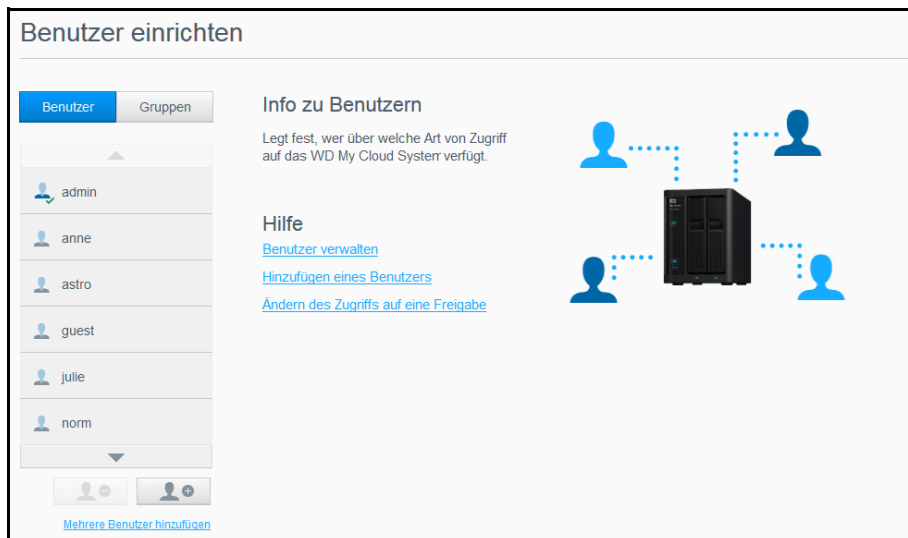 Benutzer einrichten
Benutzer
Gruppen
admin
anne
astro
guest
julie
norm
Mehrere Benutzer hinzufügen
Info zu Benutzern
Legt fest, wer über welche Art von Zugriff
auf das WD My Cloud System verfügt.
Hilfe
Benutzer verwalten
Hinzufügen eines Benutzers
Ändern des Zugriffs auf eine Freigabe